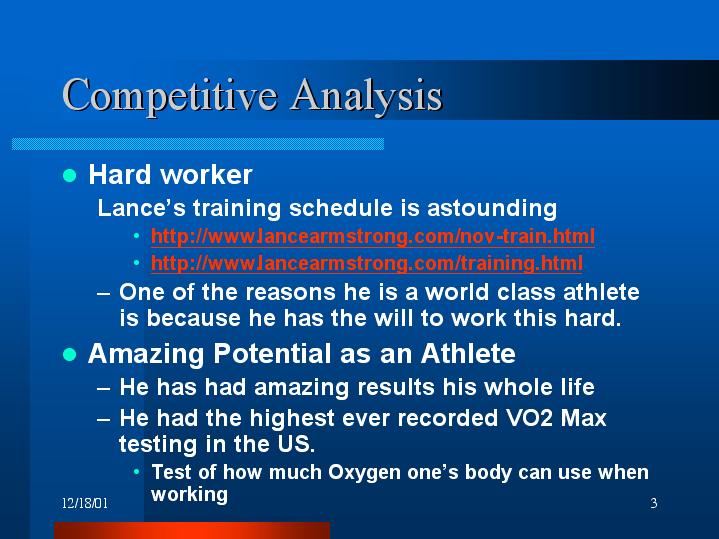 Competitive Analysis
• Hard worker
Lance's training schedule is astounding
• http://www.lancearmstrong.com/nov-train.html
• http://www.lancearmstrong.com/training.html
– One of the reasons he is a world class athlete
is because he has the will to work this hard.
• Amazing Potential as an Athlete
– He has had amazing results his whole life
– He had the highest ever recorded VO2 Max
testing in the US.
• Test of how much Oxygen one's body can use when
working
12/18/01
3